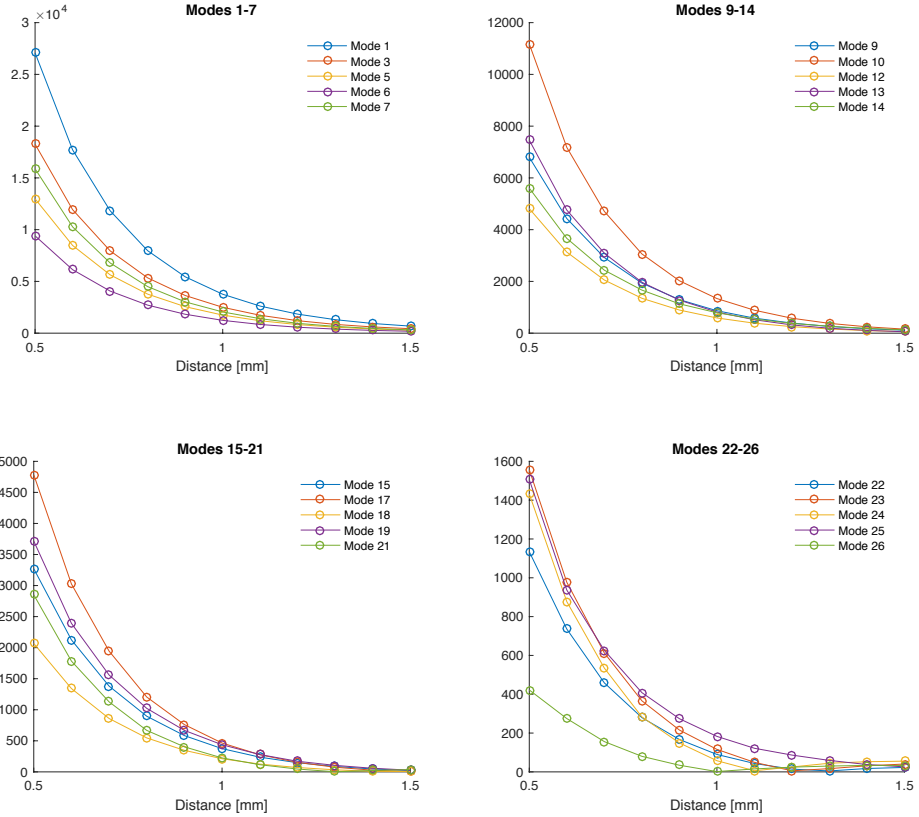 Modes 1-7
×10⁴
3
2.5
2
1.5
1
0.5
0
0.5
1
1.5
Distance [mm]
Mode 1
Mode 3
Mode 5
Mode 6
Mode 7
Modes 9-14
12000
10000
8000
6000
4000
2000
0
0.5
1
1.5
Distance [mm]
Mode 9
Mode 10
Mode 12
Mode 13
Mode 14
Modes 15-21
5000
4500
4000
3500
3000
2500
2000
1500
1000
500
0
0.5
1
1.5
Distance [mm]
Mode 15
Mode 17
Mode 18
Mode 19
Mode 21
Modes 22-26
1600
1400
1200
1000
800
600
400
200
0
0.5
1
1.5
Distance [mm]
Mode 22
Mode 23
Mode 24
Mode 25
Mode 26